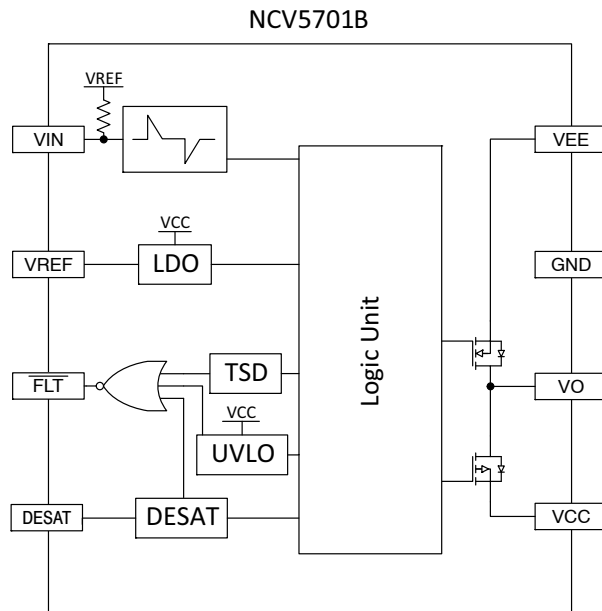 NCV5701B
VREF
VIN
VEE
VCC
VREF
LDO
GND
Logic Unit
FLT
TSD
VO
VCC
UVLO
DESAT
DESAT
VCC